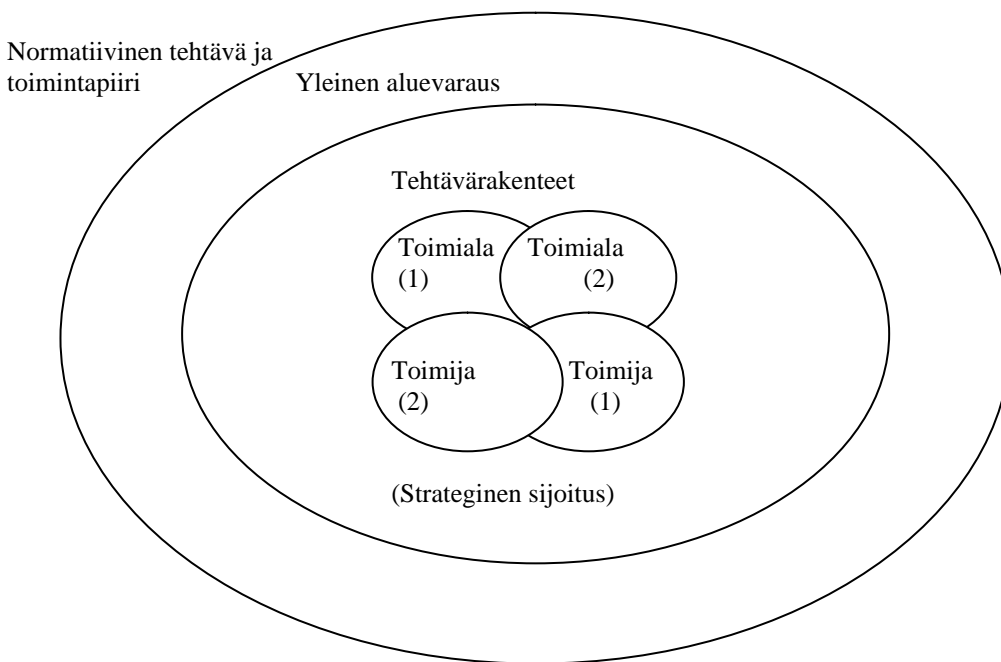 Normatiivinen tehtävä ja
toimintapiiri
Yleinen aluevaraus
Tehtävärakenteet
Toimiala
(1)
Toimiala
(2)
Toimija
(2)
Toimija
(1)
(Strateginen sijoitus)